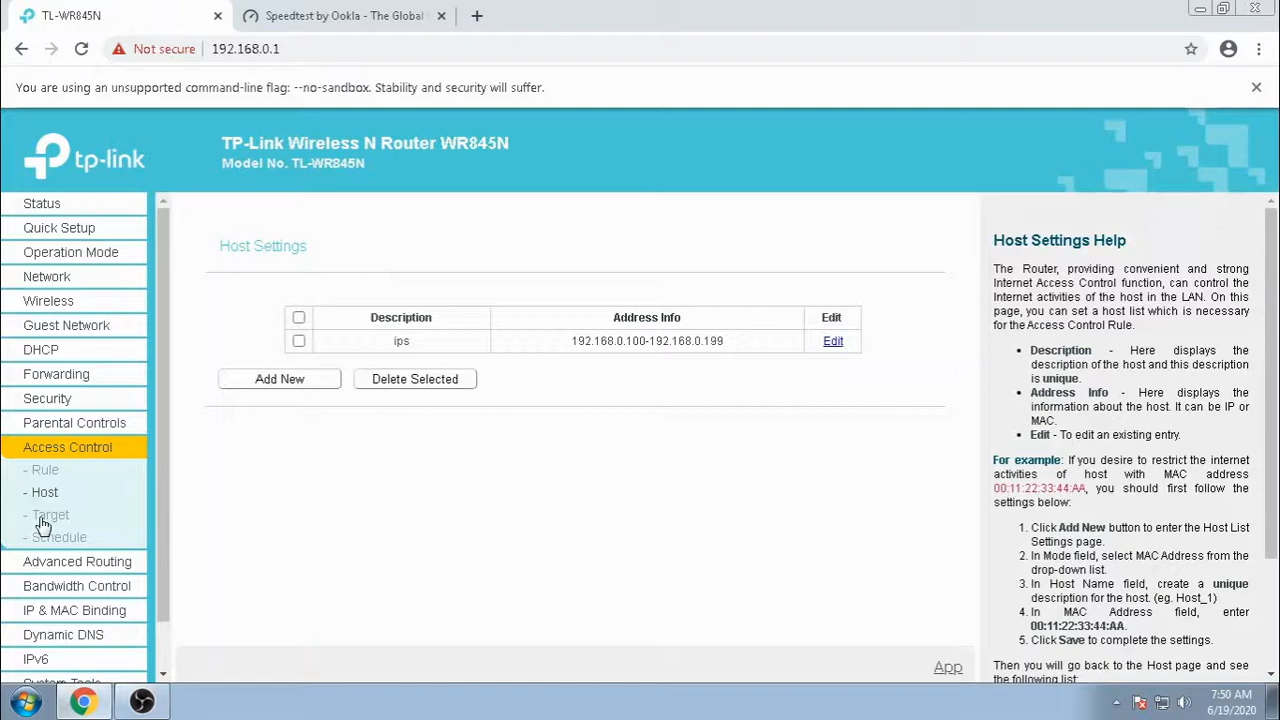 TL-WR845N
Speedtest by Ookla - The Global
Not secure
192.168.0.1
You are using an unsupported command-line flag: --no-sandbox. Stability and security will suffer.
tp-link
TP-Link Wireless N Router WR845N
Model No. TL-WR845N
Status
Quick Setup
Operation Mode
Network
Wireless
Guest Network
DHCP
Forwarding
Security
Parental Controls
Access Control
- Rule
- Host
- Target
- Schedule
Advanced Routing
Bandwidth Control
IP & MAC Binding
Dynamic DNS
IPv6
System Tools
Host Settings
Description Address Info Edit
ips 192.168.0.100-192.168.0.199 Edit
Add New Delete Selected
App
Host Settings Help
The Router, providing convenient and strong
Internet Access Control function, can control the
Internet activities of the host in the LAN. On this
page, you can set a host list which is necessary
for the Access Control Rule.
• Description - Here displays the
description of the host and this description
is unique.
• Address Info - Here displays the
information about the host. It can be IP or
MAC.
• Edit - To edit an existing entry.
For example: If you desire to restrict the internet
activities of host with MAC address
00:11:22:33:44:AA, you should first follow the
settings below:
1. Click Add New button to enter the Host List
Settings page.
2. In Mode field, select MAC Address from the
drop-down list.
3. In Host Name field, create a unique
description for the host. (eg. Host_1)
4. In MAC Address field, enter
00:11:22:33:44:AA.
5. Click Save to complete the settings.
Then you will go back to the Host page and see
the following list:
7:50 AM
6/19/2020